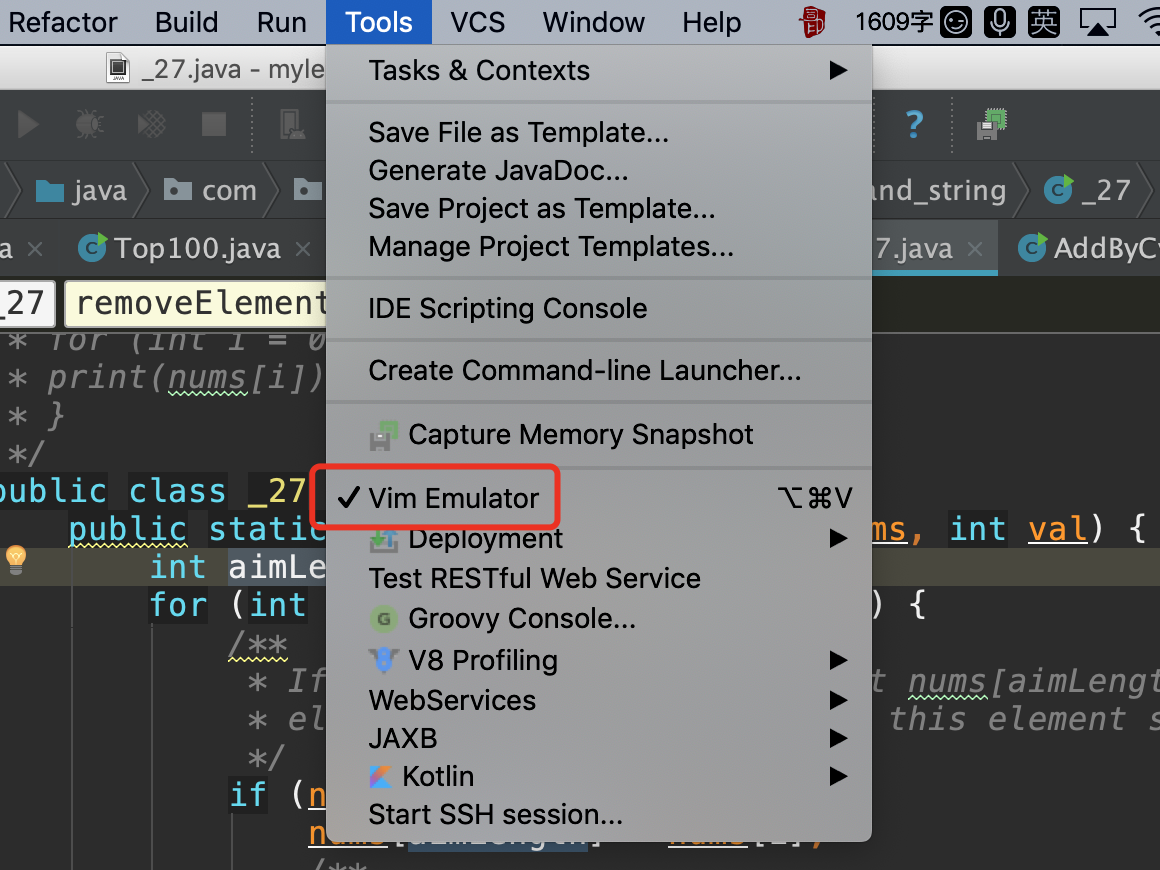 Refactor Build Run Tools VCS Window Help 1609字 英
_27.java - myle
Tasks & Contexts
Save File as Template...
Generate JavaDoc...
Save Project as Template...
Manage Project Templates...
IDE Scripting Console
Create Command-line Launcher...
Capture Memory Snapshot
✓ Vim Emulator ⌥⌘V
Deployment
Test RESTful Web Service
Groovy Console...
V8 Profiling
WebServices
JAXB
Kotlin
Start SSH session...
java com and_string _27
a Top100.java 7.java AddByC
_27 removeElement
* for (int i = 0
* print(nums[i])
* }
*/
public class _27
public static ms, int val) {
int aimLe
for (int ) {
/**
* If t nums[aimLengt
* el this element s
*/
if (n
nums[aimLength] nums[i];
/**